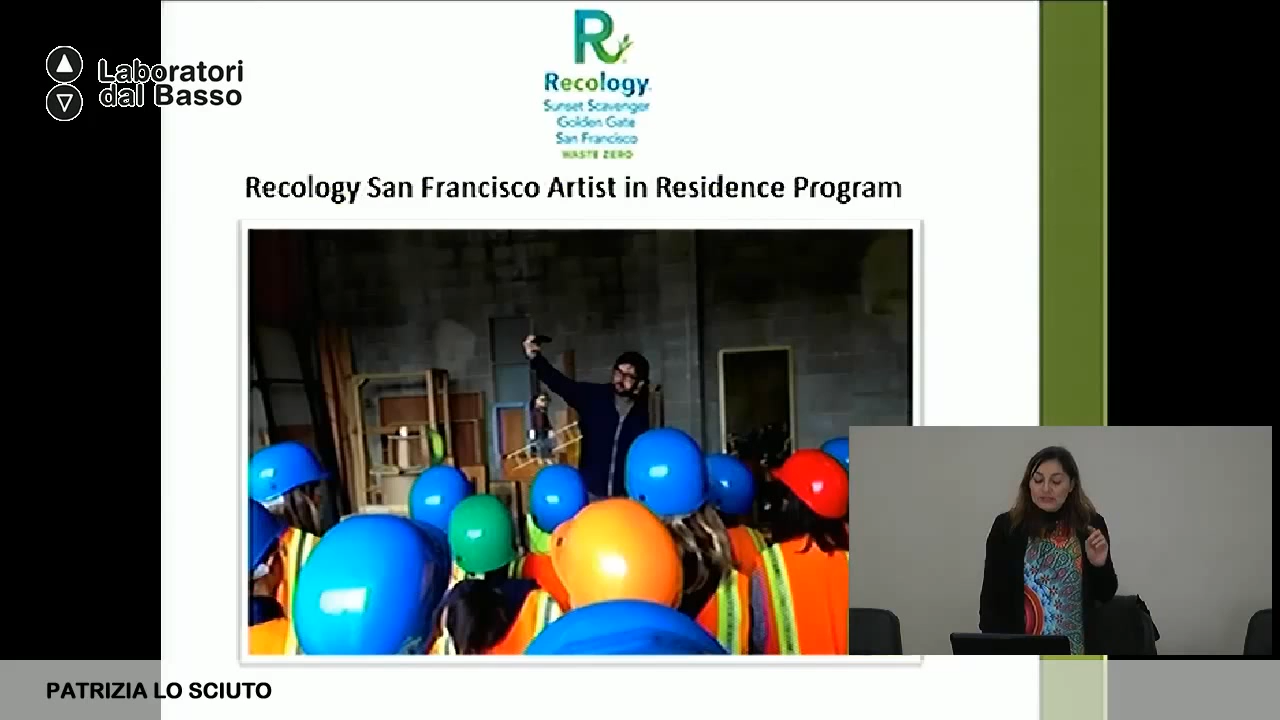 Laboratori
dal Basso
Recology
Sunset Scavenger
Golden Gate
San Francisco
WASTE ZERO
Recology San Francisco Artist in Residence Program
PATRIZIA LO SCIUTO